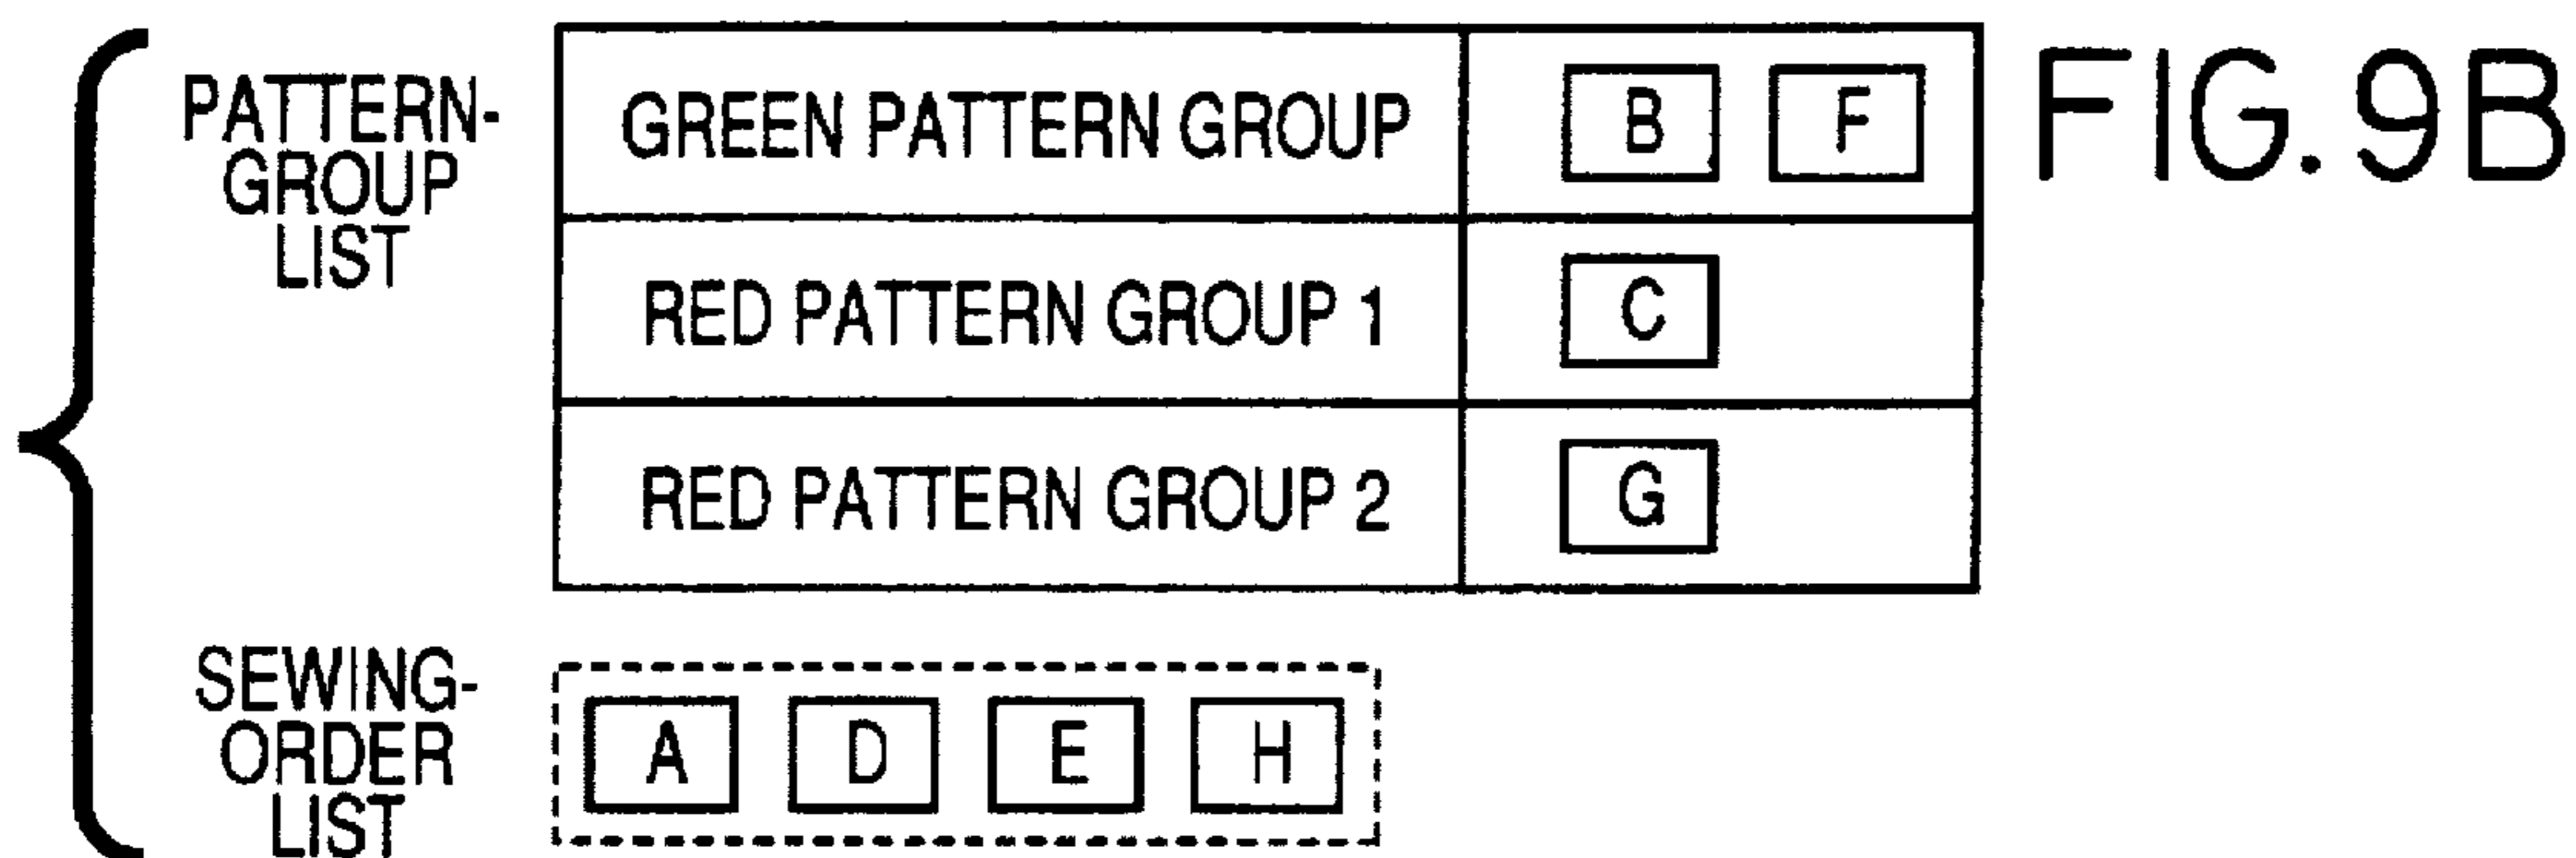 PATTERN-
GROUP
LIST
GREEN PATTERN GROUP
B F
RED PATTERN GROUP 1
C
RED PATTERN GROUP 2
G
SEWING-
ORDER
LIST
A D E H
FIG. 9B